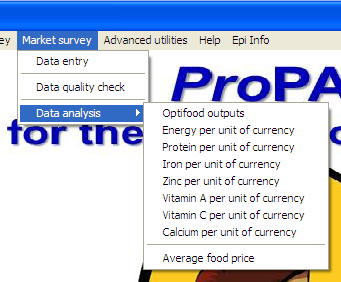 Market survey Advanced utilities Help Epi Info
Data entry
Data quality check
Data analysis
Optifood outputs
Energy per unit of currency
Protein per unit of currency
Iron per unit of currency
Zinc per unit of currency
Vitamin A per unit of currency
Vitamin C per unit of currency
Calcium per unit of currency
Average food price
ProPA
for the